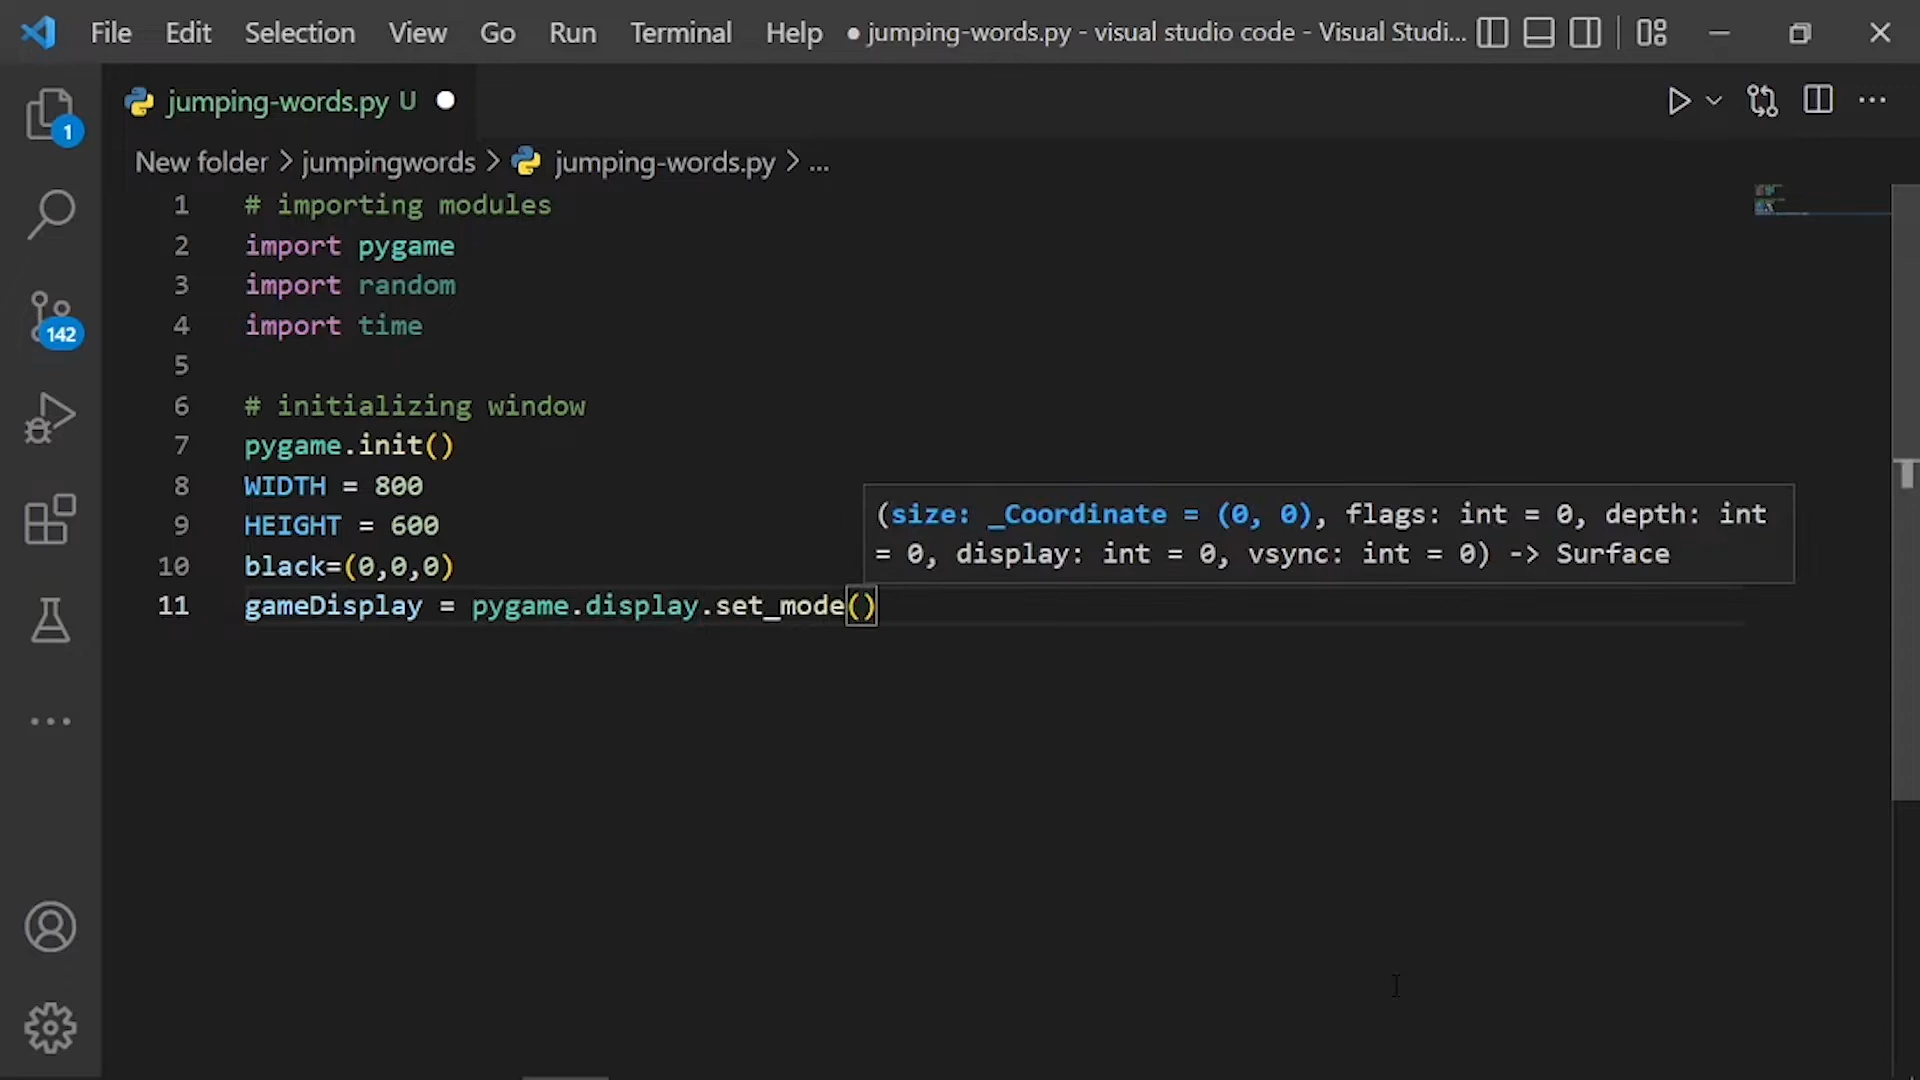 File Edit Selection View Go Run Terminal Help ● jumping-words.py - visual studio code - Visual Studi...
jumping-words.py U ●
New folder > jumpingwords > jumping-words.py > ...
1 # importing modules
2 import pygame
3 import random
4 import time
5
6 # initializing window
7 pygame.init()
8 WIDTH = 800
9 HEIGHT = 600
(size: _Coordinate = (0, 0), flags: int = 0, depth: int
= 0, display: int = 0, vsync: int = 0) -> Surface
10 black=(0,0,0)
11 gameDisplay = pygame.display.set_mode()
1
142